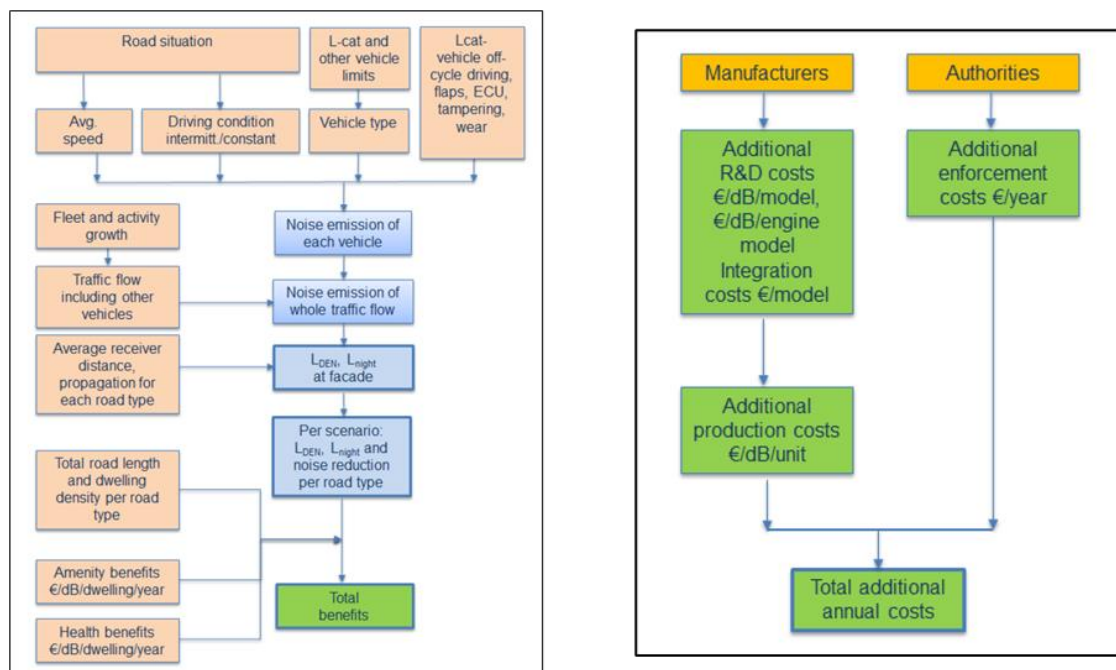 Road situation
L-cat and
other vehicle
limits
Lcat-
vehicle off-
cycle driving,
flaps, ECU,
tampering,
wear
Avg.
speed
Driving condition
intermitt./constant
Vehicle type
Fleet and activity
growth
Noise emission of
each vehicle
Traffic flow
including other
vehicles
Noise emission of
whole traffic flow
Average receiver
distance,
propagation for
each road type
LDEN, Lnight
at facade
Per scenario:
LDEN, Lnight and
noise reduction
per road type
Total road length
and dwelling
density per road
type
Amenity benefits
€/dB/dwelling/year
Health benefits
€/dB/dwelling/year
Total
benefits
Manufacturers
Authorities
Additional
R&D costs
€/dB/model,
€/dB/engine
model
Integration
costs €/model
Additional
enforcement
costs €/year
Additional
production costs
€/dB/unit
Total additional
annual costs